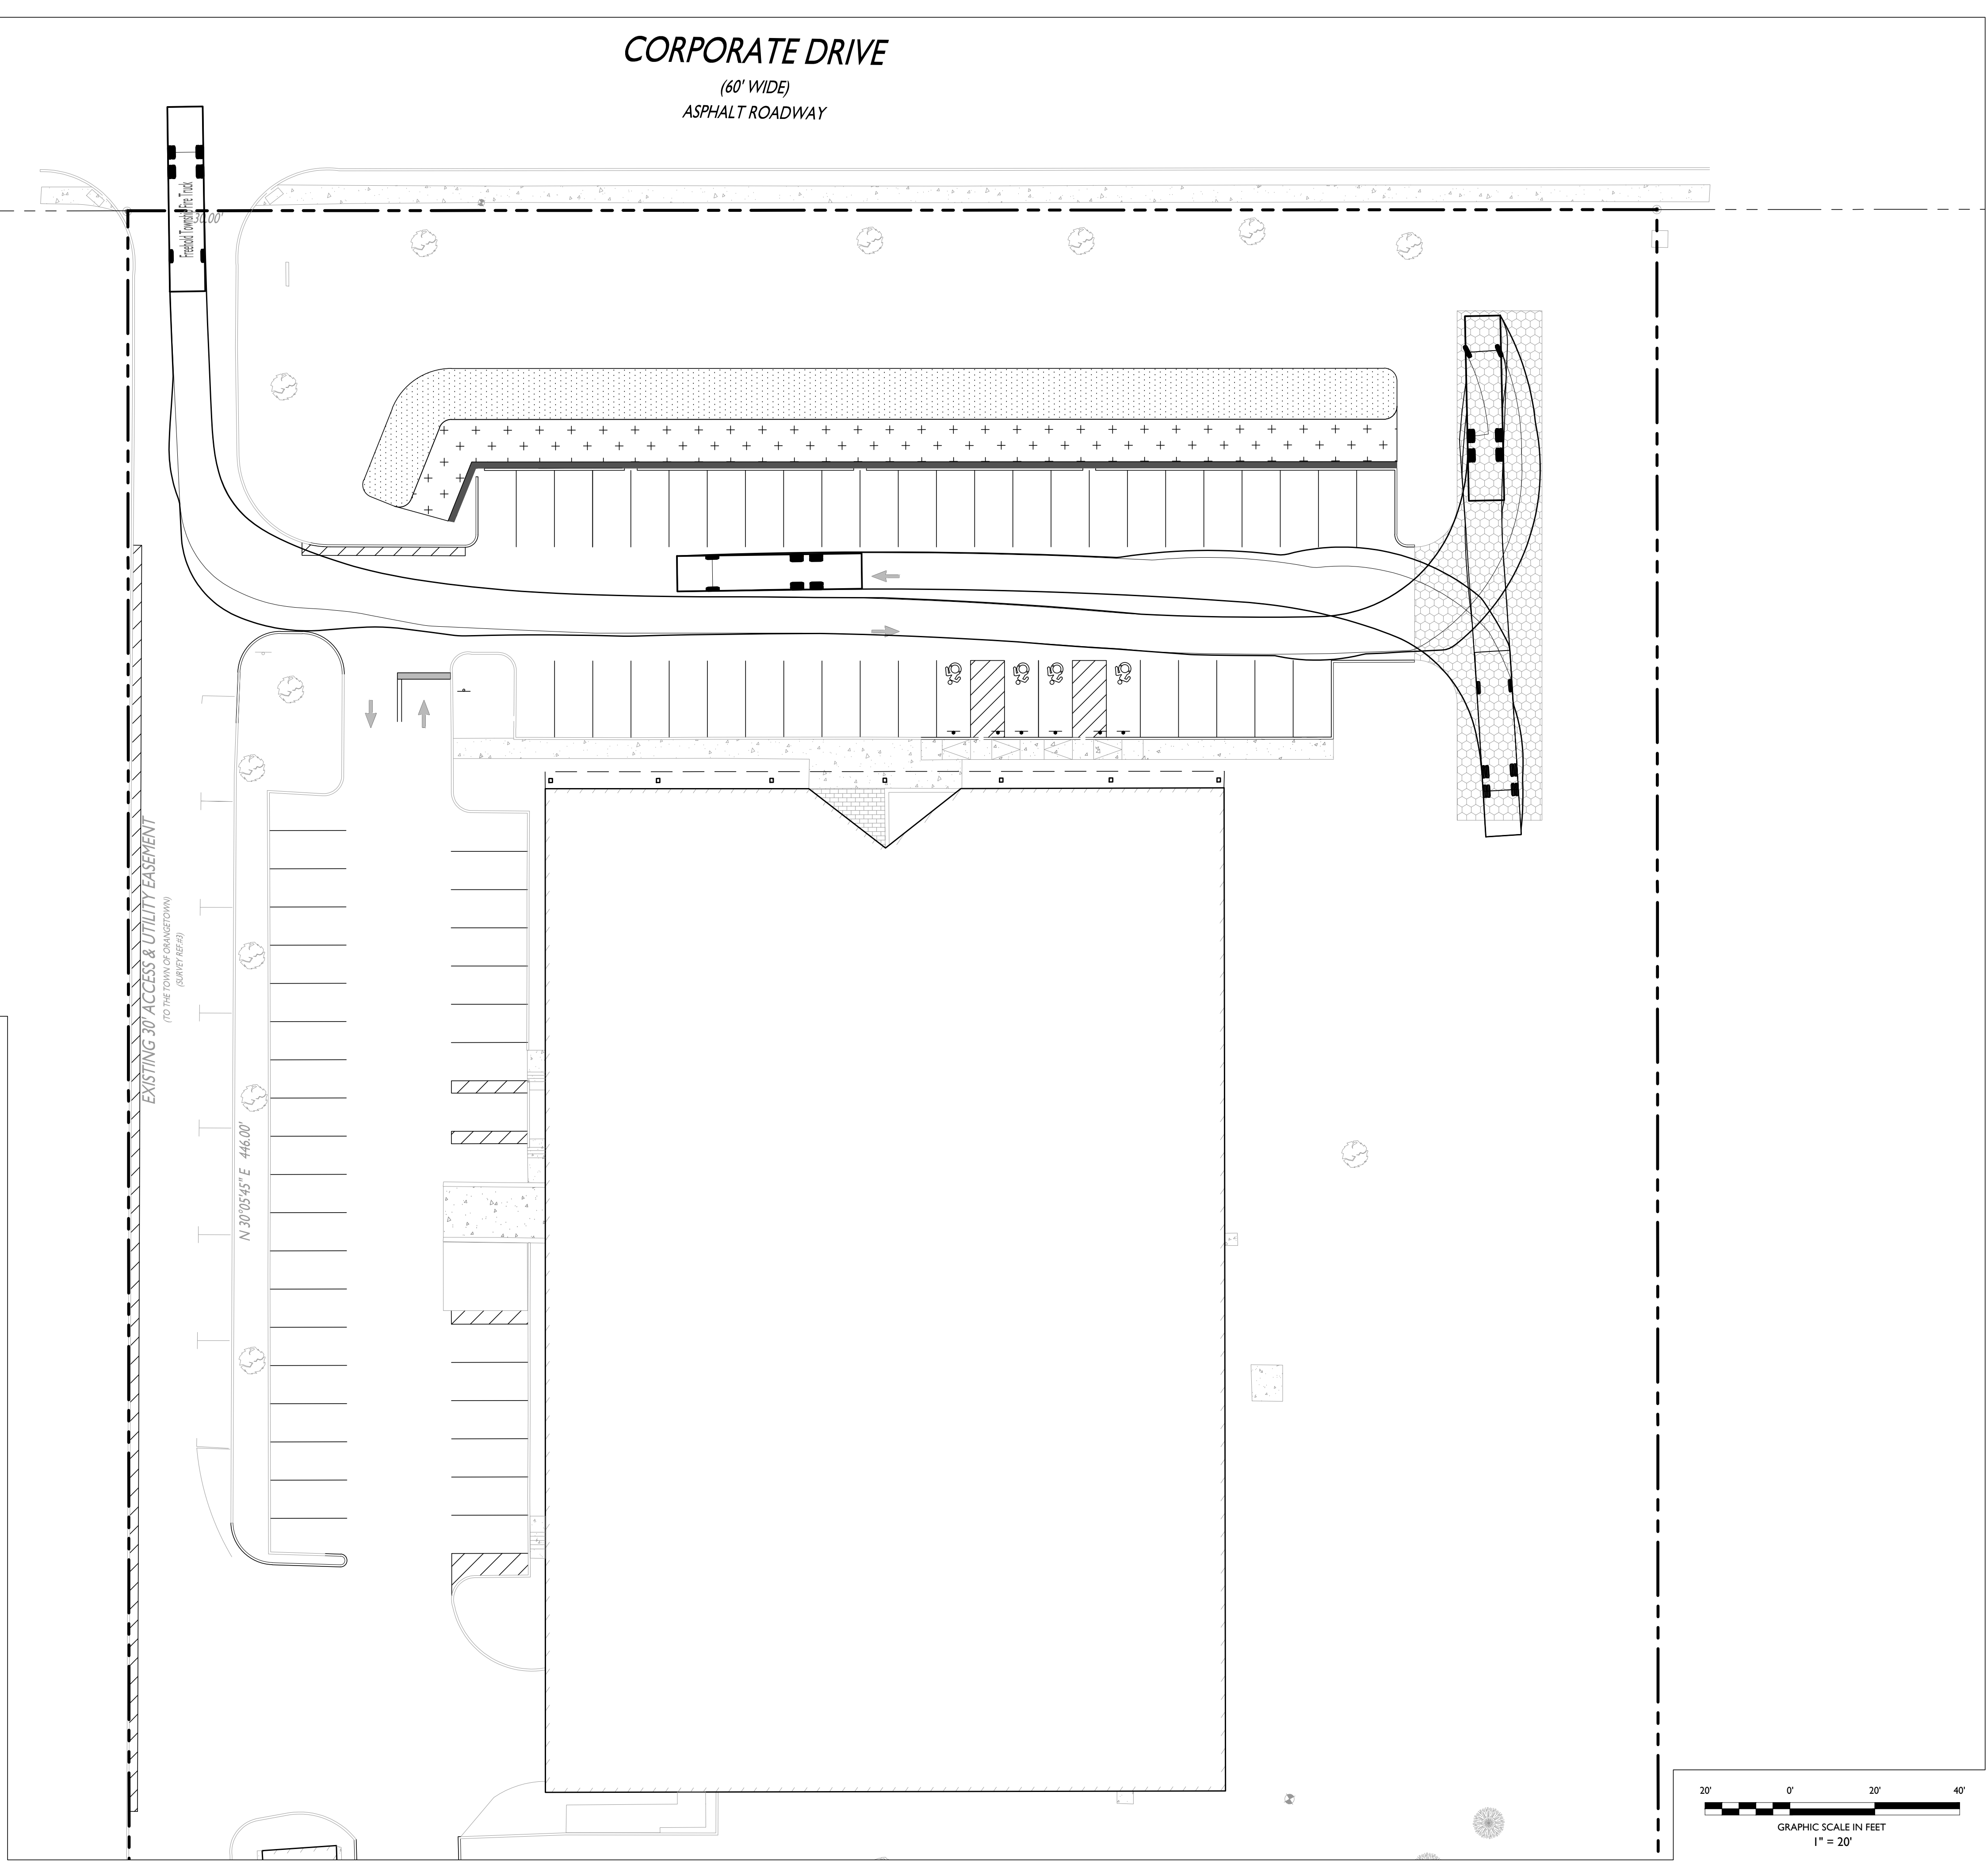 CORPORATE DRIVE
(60' WIDE)
ASPHALT ROADWAY
Freehold Township Fire Truck
30.00'
EXISTING 30' ACCESS & UTILITY EASEMENT
(TO THE TOWN OF ORANGETOWN)
(SURVEY REF.#3)
N 30°05'45" E 446.00'
20' 0' 20' 40'
GRAPHIC SCALE IN FEET
1" = 20'